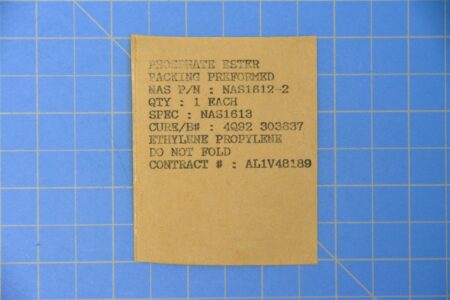 PHOSPHATE ESTER
PACKING PREFORMED
NAS P/N : NAS1612-2
QTY : 1 EACH
SPEC : NAS1613
CURE/B# : 4Q92 303637
ETHYLENE PROPYLENE
DO NOT FOLD
CONTRACT # : AL1V48189